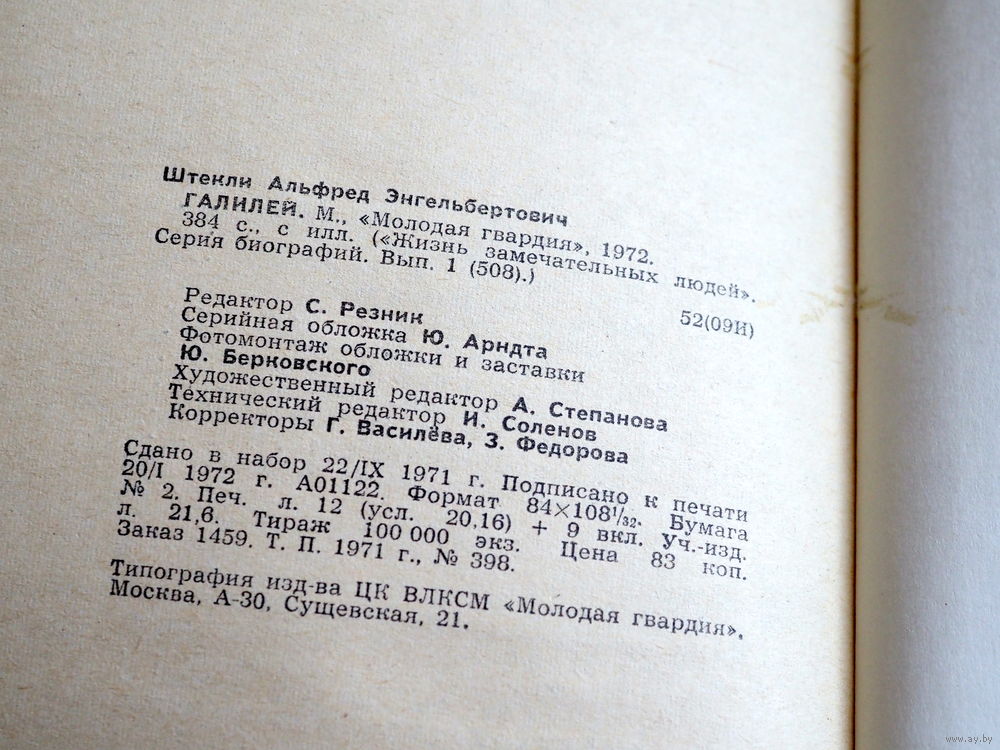 Штекли Альфред Энгельбертович
ГАЛИЛЕЙ. М., «Молодая гвардия», 1972.
384 с., с илл. («Жизнь замечательных людей».
Серия биографий. Вып. 1 (508).)
52(09И)
Редактор С. Резник
Серийная обложка Ю. Арндта
Фотомонтаж обложки и заставки
Ю. Берковского
Художественный редактор А. Степанова
Технический редактор И. Соленов
Корректоры Г. Василёва, З. Федорова
Сдано в набор 22/IX 1971 г. Подписано к печати
20/I 1972 г. А01122. Формат 84×108¹/₃₂. Бумага
№ 2. Печ. л. 12 (усл. 20,16) + 9 вкл. Уч.-изд.
л. 21,6. Тираж 100 000 экз. Цена 83 коп.
Заказ 1459. Т. П. 1971 г., № 398.
Типография изд-ва ЦК ВЛКСМ «Молодая гвардия».
Москва, А-30, Сущевская, 21.
www.ay.by